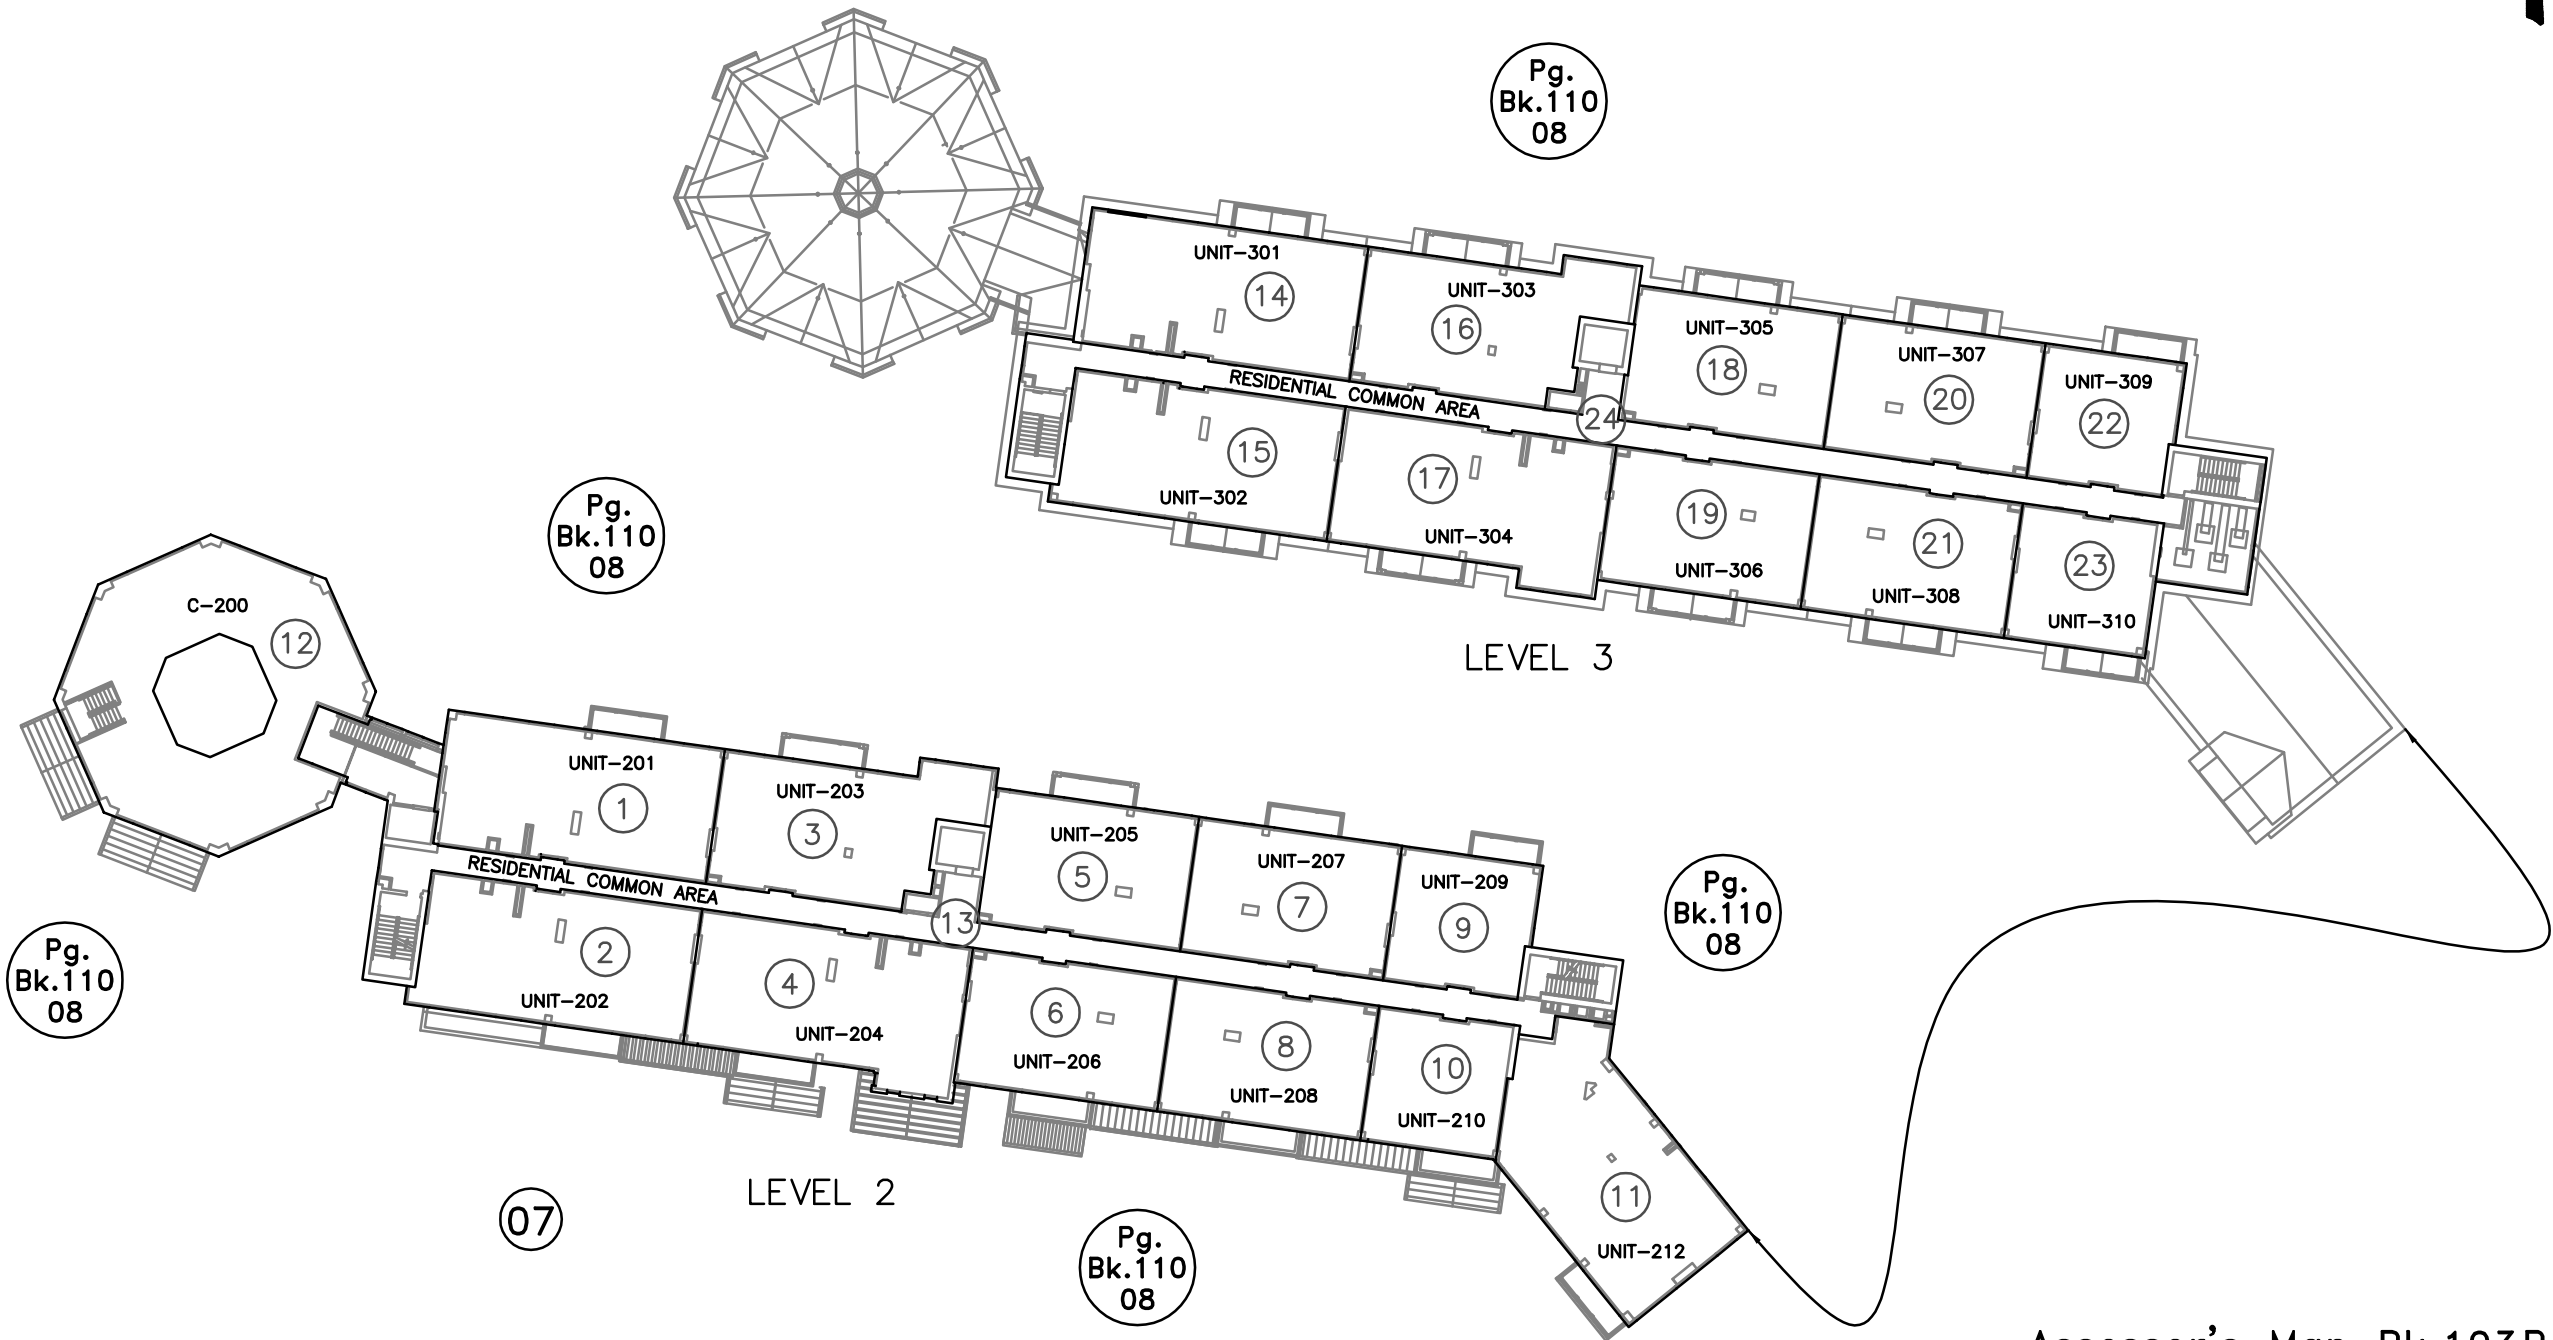 Pg.
Bk.110
08
UNIT-301
14
UNIT-303
16
UNIT-305
18
UNIT-307
20
UNIT-309
22
RESIDENTIAL COMMON AREA
24
15
UNIT-302
17
UNIT-304
19
UNIT-306
21
UNIT-308
23
UNIT-310
LEVEL 3
Pg.
Bk.110
08
C-200
12
UNIT-201
1
UNIT-203
3
UNIT-205
5
UNIT-207
7
UNIT-209
9
RESIDENTIAL COMMON AREA
13
2
UNIT-202
4
UNIT-204
6
UNIT-206
8
UNIT-208
10
UNIT-210
11
UNIT-212
Pg.
Bk.110
08
Pg.
Bk.110
08
LEVEL 2
07
Pg.
Bk.110
08
Assessor's Map Bk.103B